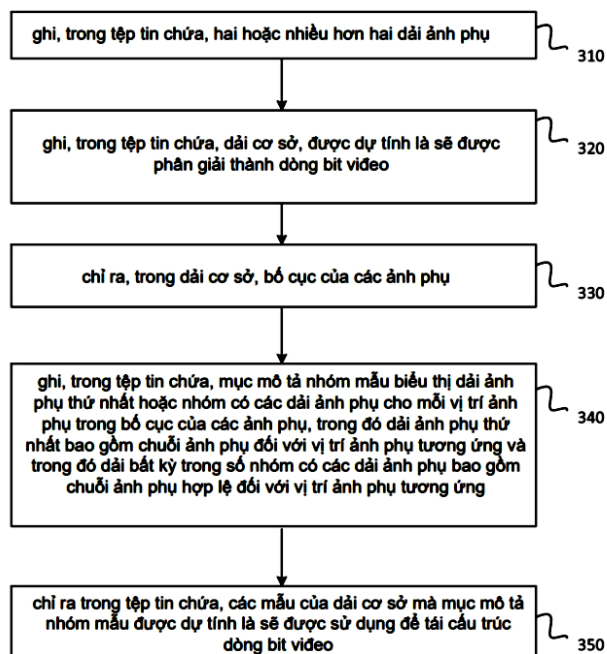 ghi, trong tệp tin chứa, hai hoặc nhiều hơn hai dải ảnh phụ
310
ghi, trong tệp tin chứa, dải cơ sở, được dự tính là sẽ được
phân giải thành dòng bit video
320
chỉ ra, trong dải cơ sở, bố cục của các ảnh phụ
330
ghi, trong tệp tin chứa, mục mô tả nhóm mẫu biểu thị dải ảnh
phụ thứ nhất hoặc nhóm có các dải ảnh phụ cho mỗi vị trí ảnh
phụ trong bố cục của các ảnh phụ, trong đó dải ảnh phụ thứ
nhất bao gồm chuỗi ảnh phụ đối với vị trí ảnh phụ tương ứng và
trong đó dải bất kỳ trong số nhóm có các dải ảnh phụ bao gồm
chuỗi ảnh phụ hợp lệ đối với vị trí ảnh phụ tương ứng
340
chỉ ra trong tệp tin chứa, các mẫu của dải cơ sở mà mục mô tả
nhóm mẫu được dự tính là sẽ được sử dụng để tái cấu trúc
dòng bit video
350